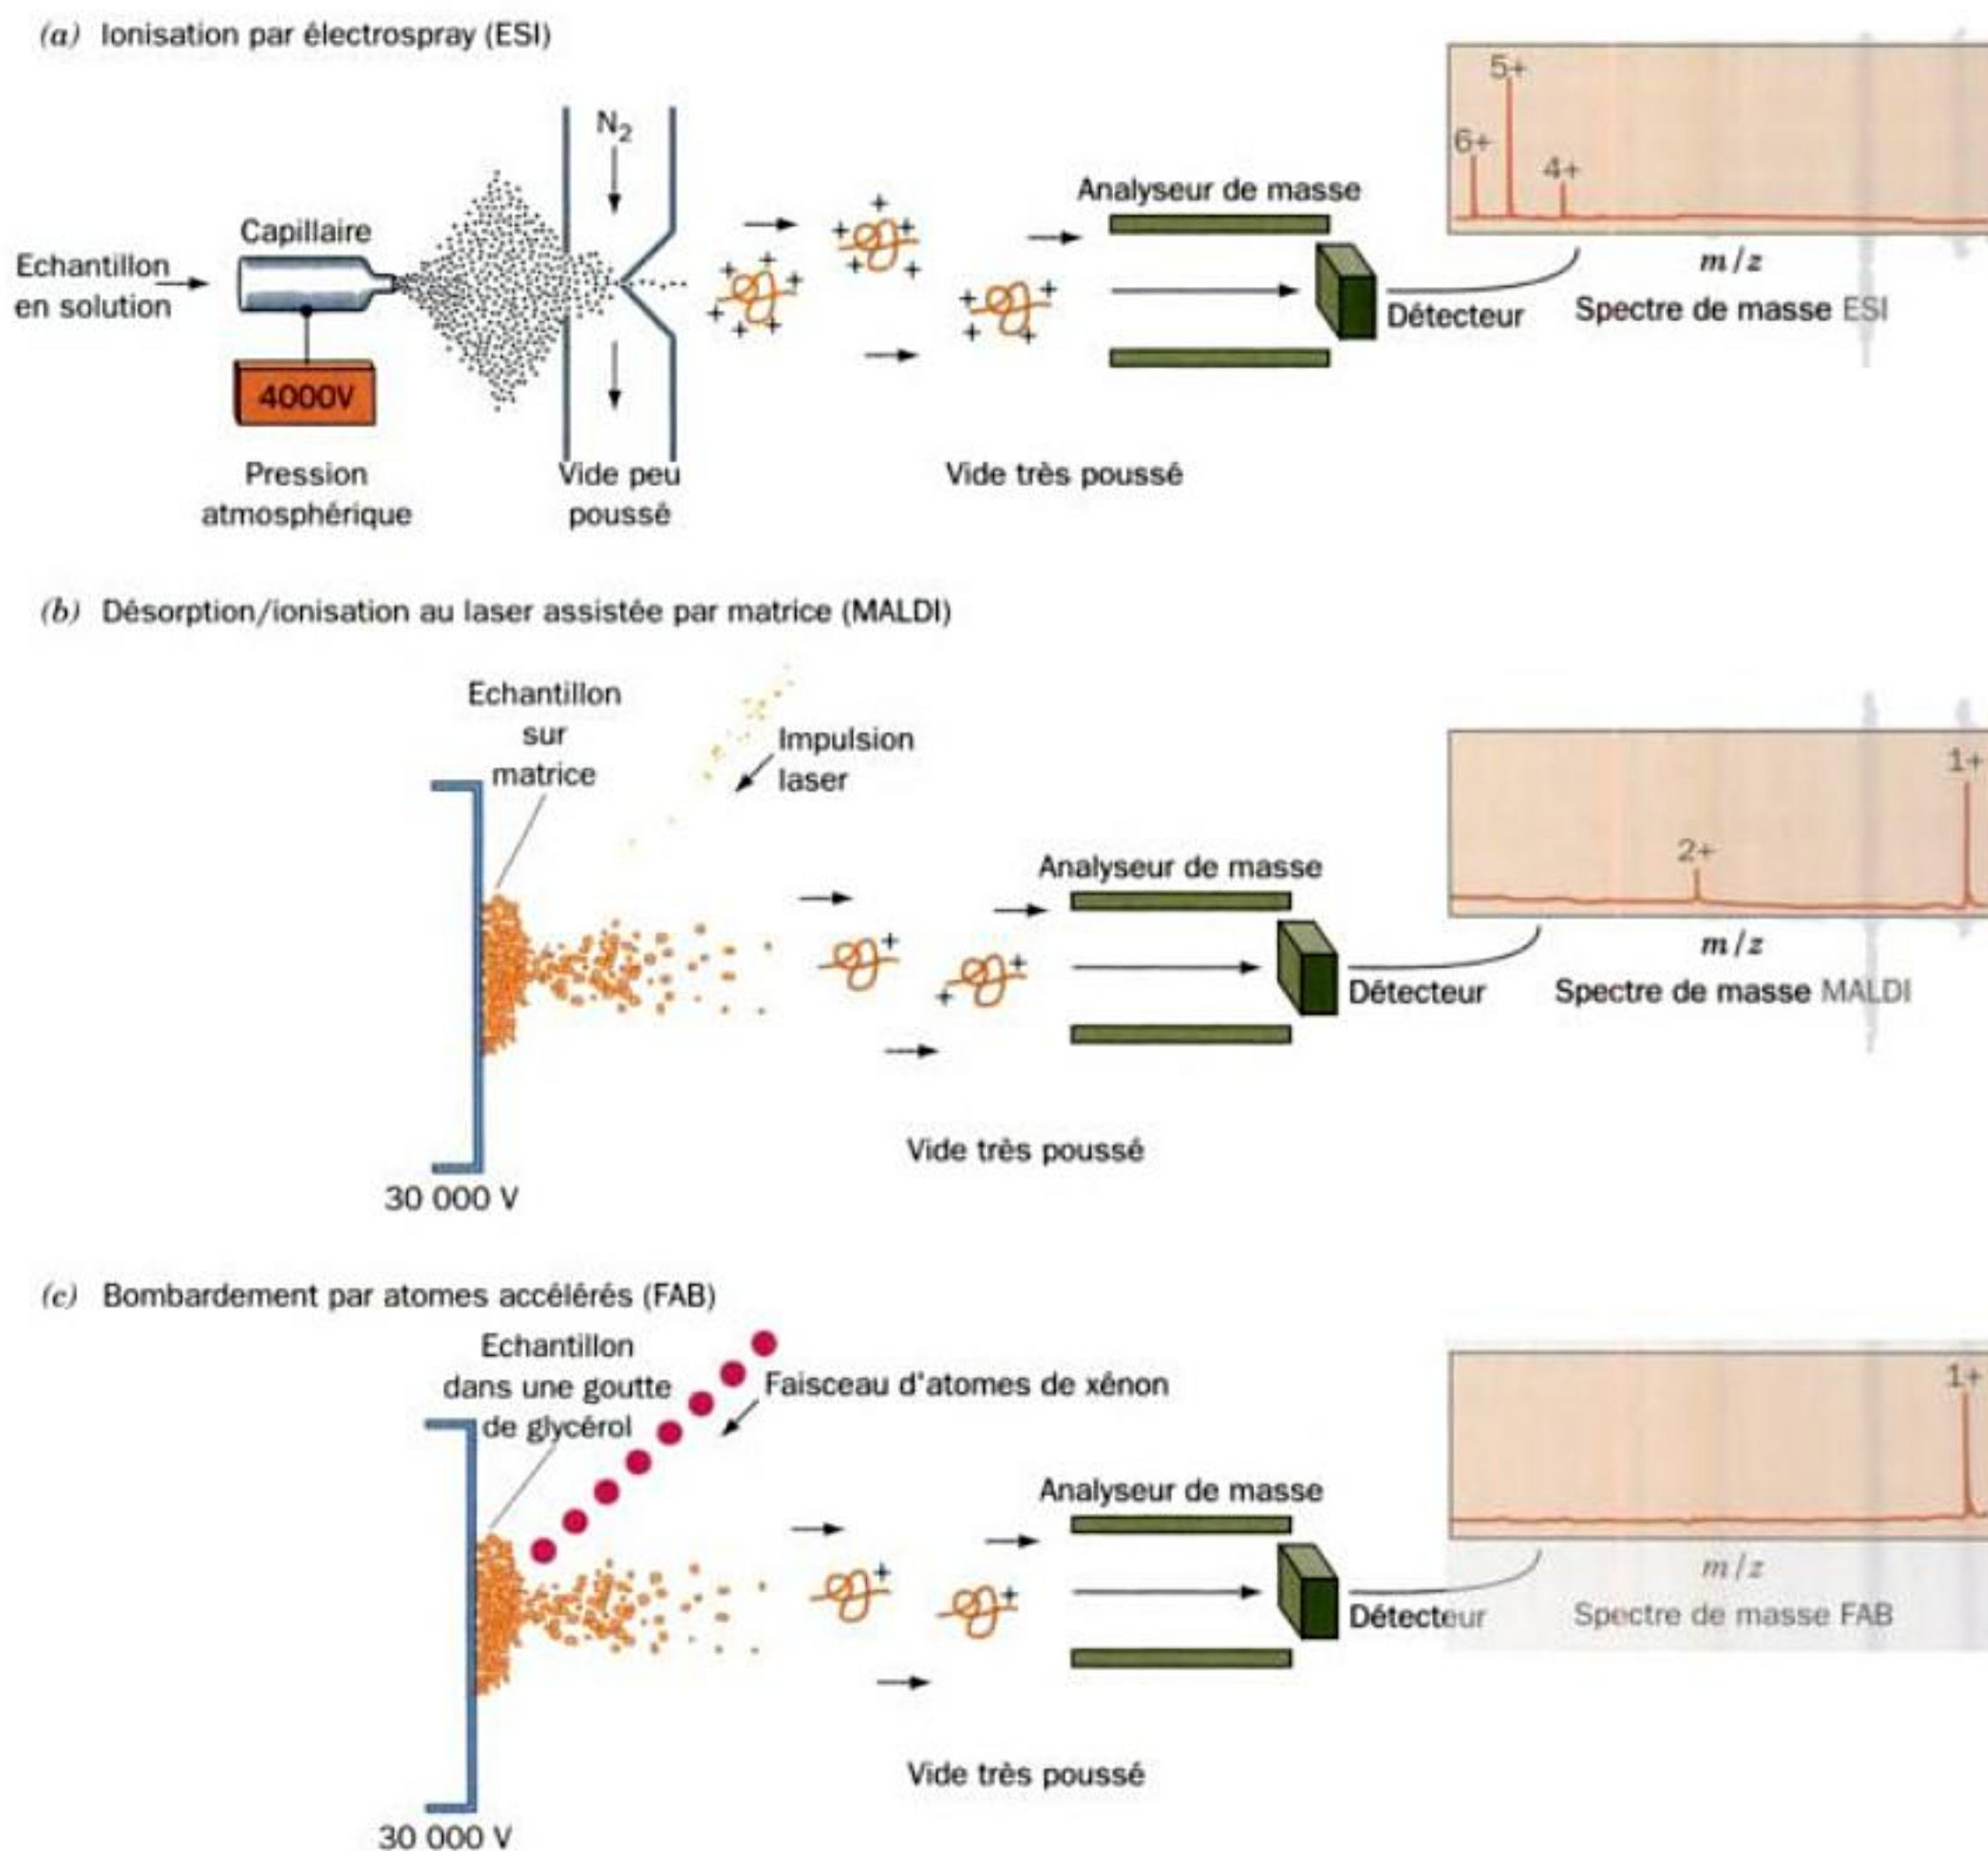 (a) Ionisation par électrospray (ESI)
5+
6+
4+
N2
Analyseur de masse
Capillaire
Echantillon
en solution
m/z
Détecteur
Spectre de masse ESI
4000V
Pression
atmosphérique
Vide peu
poussé
Vide très poussé
(b) Désorption/ionisation au laser assistée par matrice (MALDI)
Echantillon
sur
matrice
Impulsion
laser
1+
2+
Analyseur de masse
m/z
Détecteur
Spectre de masse MALDI
Vide très poussé
30 000 V
(c) Bombardement par atomes accélérés (FAB)
Echantillon
dans une goutte
de glycérol
Faisceau d'atomes de xénon
1+
Analyseur de masse
m/z
Détecteur
Spectre de masse FAB
Vide très poussé
30 000 V